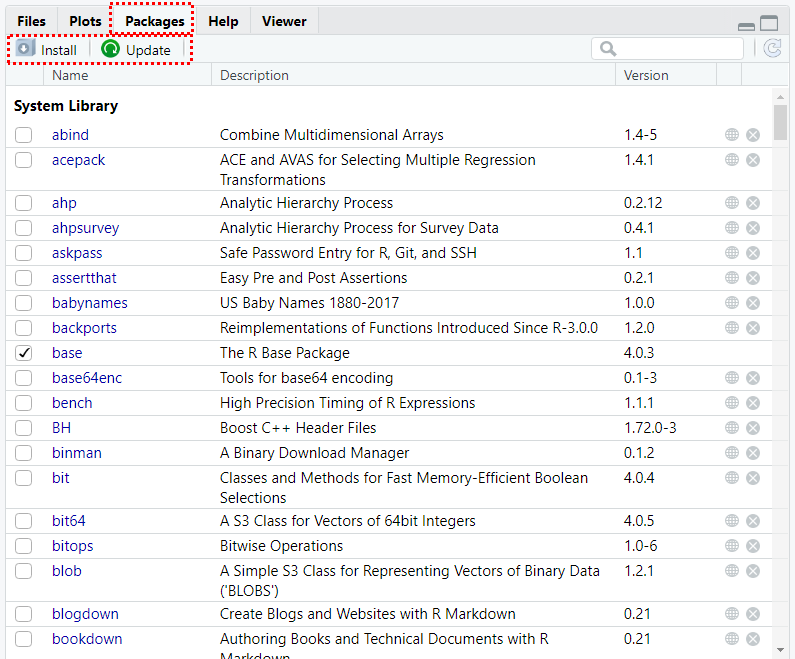 Files Plots Packages Help Viewer
Install Update
Name Description Version
System Library
abind Combine Multidimensional Arrays 1.4-5
acepack ACE and AVAS for Selecting Multiple Regression 1.4.1
Transformations
ahp Analytic Hierarchy Process 0.2.12
ahpsurvey Analytic Hierarchy Process for Survey Data 0.4.1
askpass Safe Password Entry for R, Git, and SSH 1.1
assertthat Easy Pre and Post Assertions 0.2.1
babynames US Baby Names 1880-2017 1.0.0
backports Reimplementations of Functions Introduced Since R-3.0.0 1.2.0
base The R Base Package 4.0.3
base64enc Tools for base64 encoding 0.1-3
bench High Precision Timing of R Expressions 1.1.1
BH Boost C++ Header Files 1.72.0-3
binman A Binary Download Manager 0.1.2
bit Classes and Methods for Fast Memory-Efficient Boolean 4.0.4
Selections
bit64 A S3 Class for Vectors of 64bit Integers 4.0.5
bitops Bitwise Operations 1.0-6
blob A Simple S3 Class for Representing Vectors of Binary Data 1.2.1
('BLOBS')
blogdown Create Blogs and Websites with R Markdown 0.21
bookdown Authoring Books and Technical Documents with R 0.21
Markdown